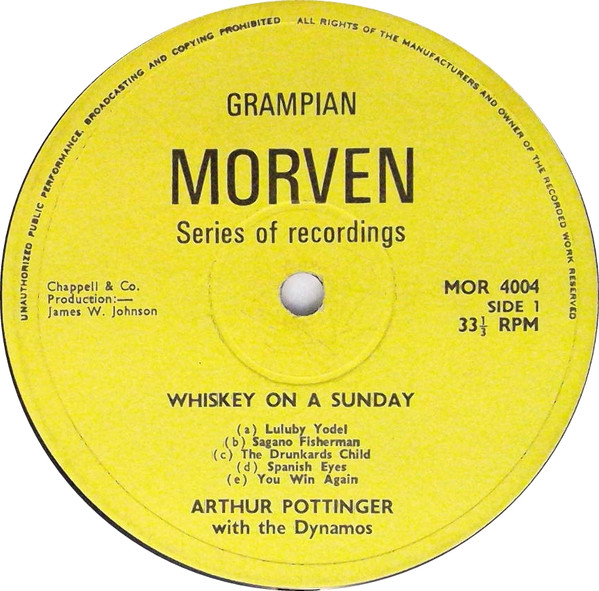 UNAUTHORIZED PUBLIC PERFORMANCE, BROADCASTING AND COPYING PROHIBITED ALL RIGHTS OF THE MANUFACTURERS AND OWNER OF THE RECORDED WORK RESERVED
GRAMPIAN
MORVEN
Series of recordings
Chappell & Co.
Production:—
James W. Johnson
MOR 4004
SIDE 1
33⅓ RPM
WHISKEY ON A SUNDAY
(a) Luluby Yodel
(b) Sagano Fisherman
(c) The Drunkards Child
(d) Spanish Eyes
(e) You Win Again
ARTHUR POTTINGER
with the Dynamos